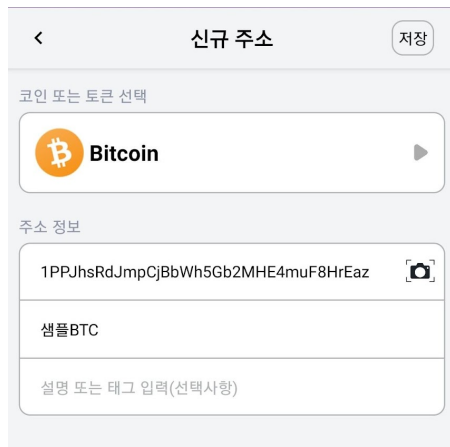 신규 주소
저장
코인 또는 토큰 선택
Bitcoin
주소 정보
1PPJhsRdJmpCjBbWh5Gb2MHE4muF8HrEaz
샘플BTC
설명 또는 태그 입력(선택사항)